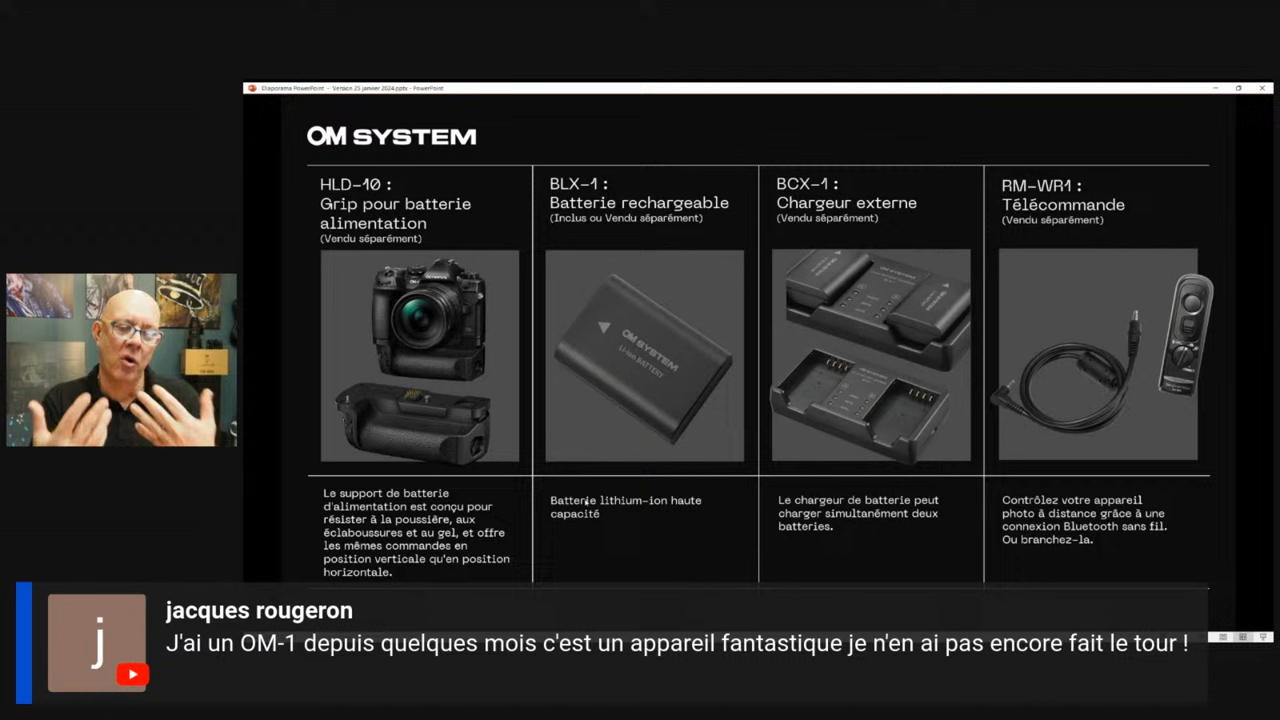 Diaporama PowerPoint - Version 25 janvier 2024.pptx - PowerPoint
OM SYSTEM
HLD-10 :
Grip pour batterie
alimentation
(Vendu séparément)
BLX-1 :
Batterie rechargeable
(Inclus ou Vendu séparément)
BCX-1 :
Chargeur externe
(Vendu séparément)
RM-WR1 :
Télécommande
(Vendu séparément)
OLYMPUS
OM SYSTEM
Li-ion BATTERY
Le support de batterie
d'alimentation est conçu pour
résister à la poussière, aux
éclaboussures et au gel, et offre
les mêmes commandes en
position verticale qu'en position
horizontale.
Batterie lithium-ion haute
capacité
Le chargeur de batterie peut
charger simultanément deux
batteries.
Contrôlez votre appareil
photo à distance grâce à une
connexion Bluetooth sans fil.
Ou branchez-la.
j
jacques rougeron
J'ai un OM-1 depuis quelques mois c'est un appareil fantastique je n'en ai pas encore fait le tour !